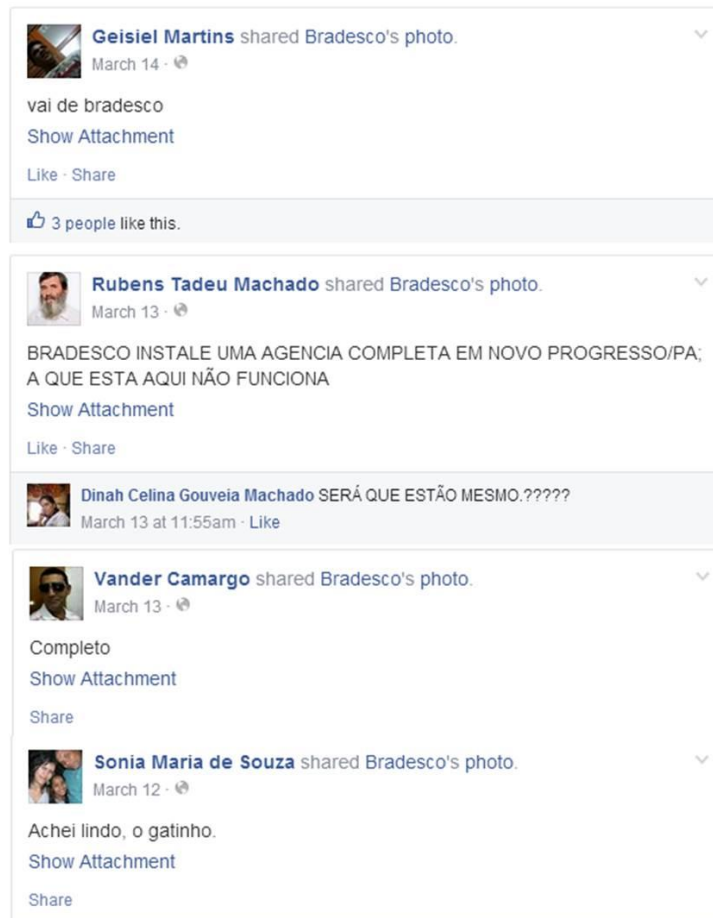 Geisiel Martins shared Bradesco's photo.
March 14 ·
vai de bradesco
Show Attachment
Like · Share
3 people like this.
Rubens Tadeu Machado shared Bradesco's photo.
March 13 ·
BRADESCO INSTALE UMA AGENCIA COMPLETA EM NOVO PROGRESSO/PA;
A QUE ESTA AQUI NÃO FUNCIONA
Show Attachment
Like · Share
Dinah Celina Gouveia Machado SERÁ QUE ESTÃO MESMO.?????
March 13 at 11:55am · Like
Vander Camargo shared Bradesco's photo.
March 13 ·
Completo
Show Attachment
Share
Sonia Maria de Souza shared Bradesco's photo.
March 12 ·
Achei lindo, o gatinho.
Show Attachment
Share